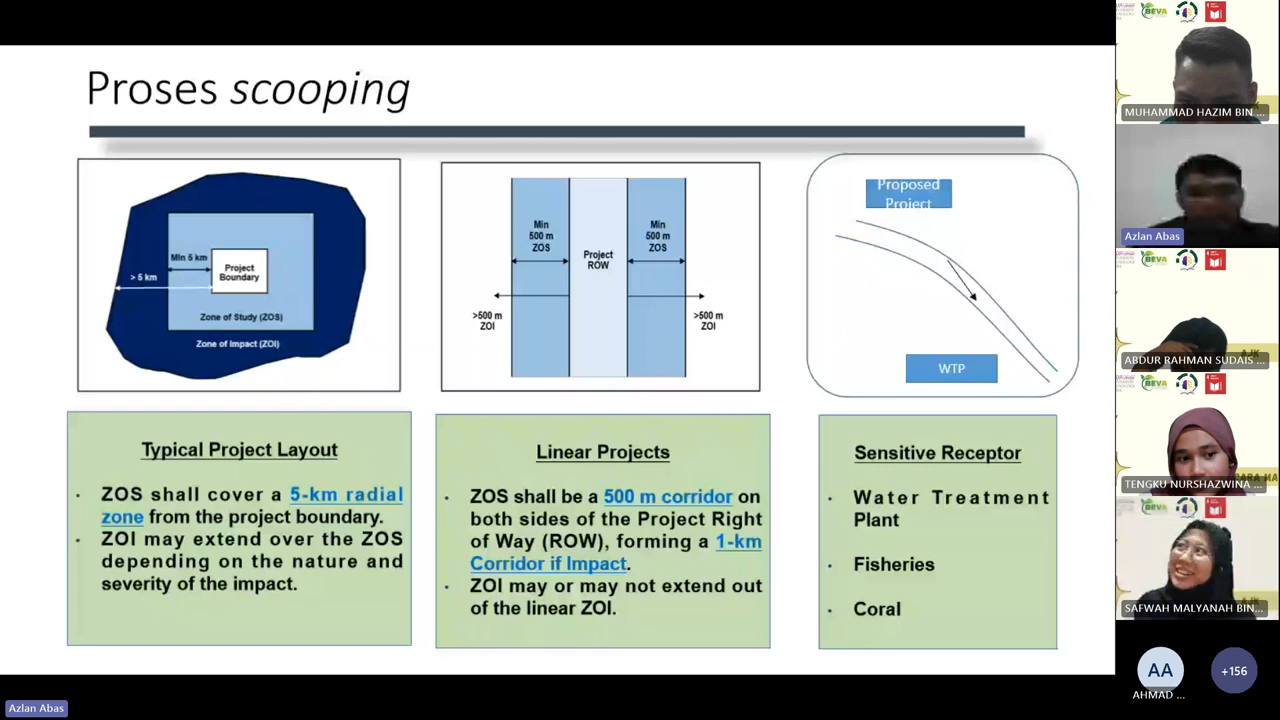 Proses scooping
Min 5 km
> 5 km
Project
Boundary
Zone of Study (ZOS)
Zone of Impact (ZOI)
Min
500 m
ZOS
Project
ROW
Min
500 m
ZOS
>500 m
ZOI
>500 m
ZOI
Proposed
Project
WTP
Typical Project Layout
· ZOS shall cover a 5-km radial
zone from the project boundary.
· ZOI may extend over the ZOS
depending on the nature and
severity of the impact.
Linear Projects
· ZOS shall be a 500 m corridor on
both sides of the Project Right
of Way (ROW), forming a 1-km
Corridor if Impact.
· ZOI may or may not extend out
of the linear ZOI.
Sensitive Receptor
· Water Treatment
Plant
· Fisheries
· Coral
BEVA
MUHAMMAD HAZIM BIN ...
Azlan Abas
BEVA
AJK
ABDUR RAHMAN SUDAIS ...
BEVA
TENGKU NURSHAZWINA ...
BEVA
AJK
SAFWAH MALYANAH BIN...
AA
AHMAD ...
+156
Azlan Abas